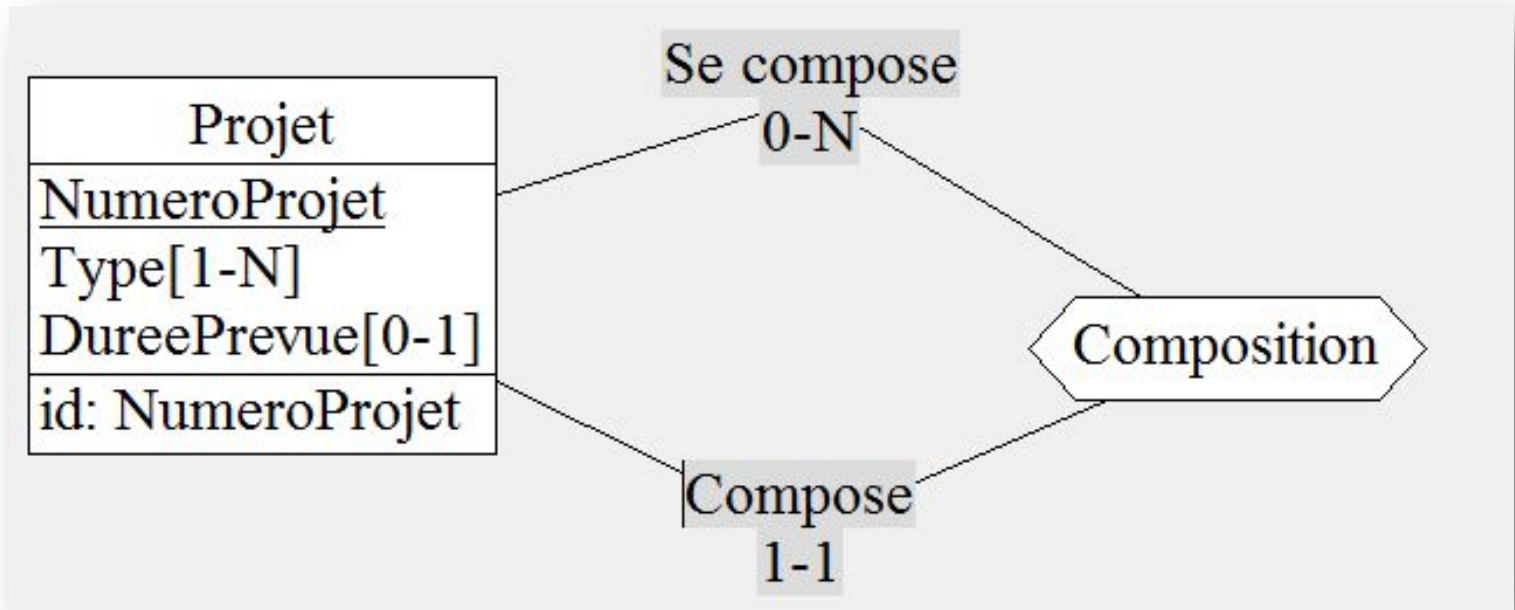 Se compose
0-N
Projet
NumeroProjet
Type[1-N]
DureePrevue[0-1]
id: NumeroProjet
Composition
Compose
1-1